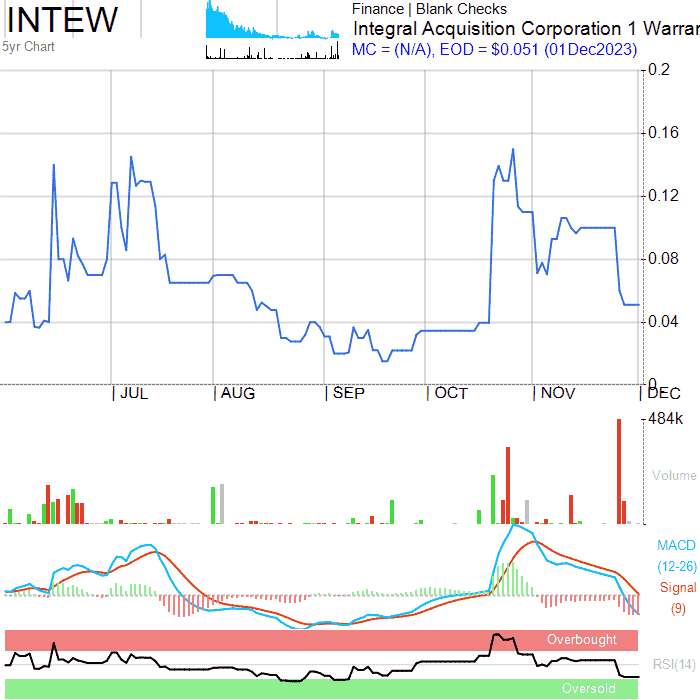 INTEW
5yr Chart
Finance | Blank Checks
Integral Acquisition Corporation 1 Warrar
MC = (N/A), EOD = $0.051 (01Dec2023)
0.2
0.16
0.12
0.08
0.04
0
JUL
AUG
SEP
OCT
NOV
DEC
484k
Volume
MACD
(12-26)
Signal
(9)
Overbought
RSI(14)
Oversold